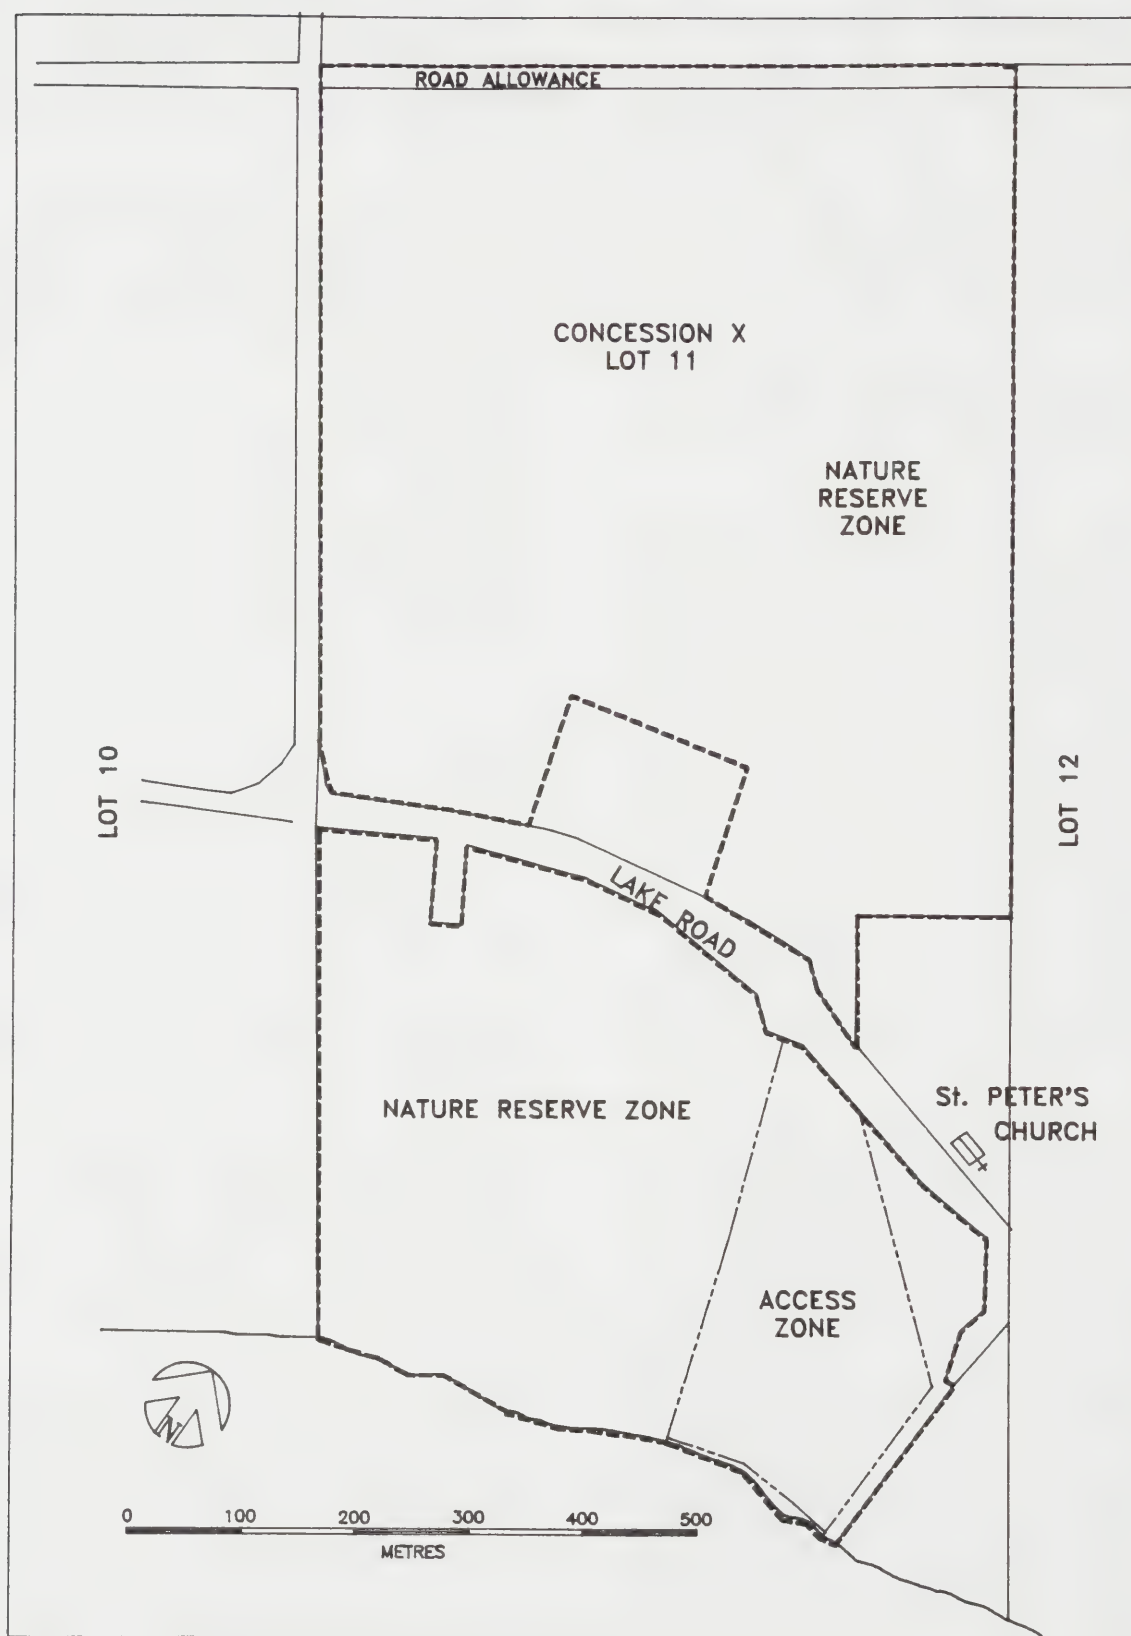 ROAD ALLOWANCE
CONCESSION X
LOT 11
NATURE
RESERVE
ZONE
LOT 10
LOT 12
LAKE ROAD
NATURE RESERVE ZONE
St. PETER'S
CHURCH
ACCESS
ZONE
N
0 100 200 300 400 500
METRES